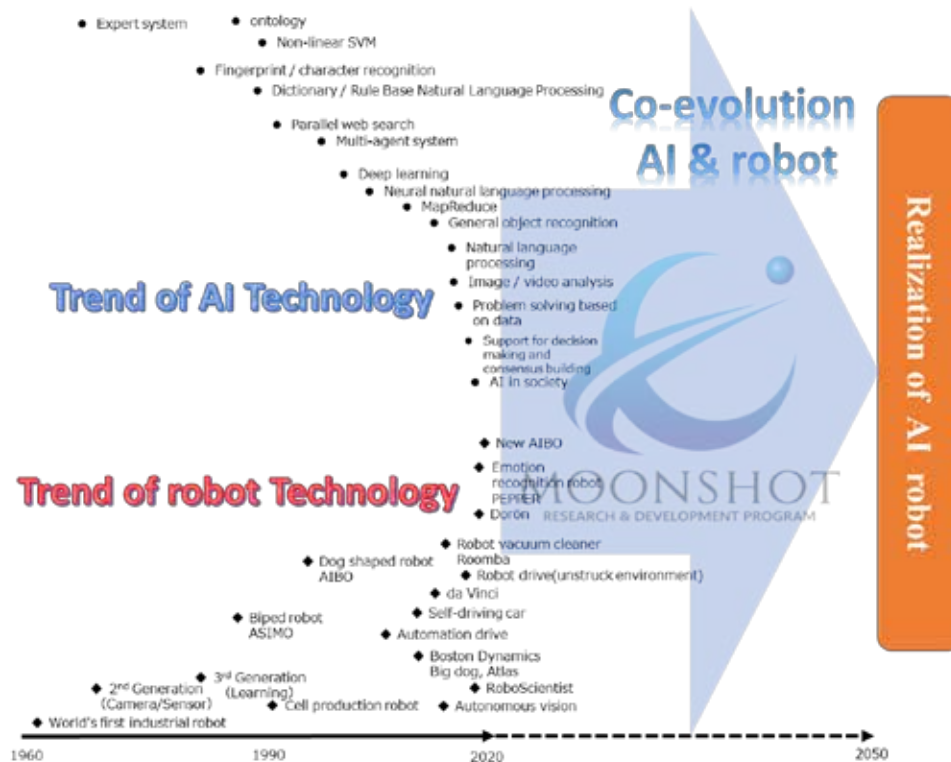 Expert system
ontology
Non-linear SVM
Fingerprint / character recognition
Dictionary / Rule Base Natural Language Processing
Parallel web search
Multi-agent system
Deep learning
Neural natural language processing
MapReduce
General object recognition
Natural language
processing
Image / video analysis
Problem solving based
on data
Support for decision
making and
consensus building
AI in society
Trend of AI Technology
Co-evolution
AI & robot
Realization of AI robot
New AIBO
Emotion
recognition robot
PEPPER
Doron
MOONSHOT
RESEARCH & DEVELOPMENT PROGRAM
Trend of robot Technology
Robot vacuum cleaner
Roomba
Dog shaped robot
AIBO
Robot drive(unstruck environment)
da Vinci
Self-driving car
Biped robot
ASIMO
Automation drive
Boston Dynamics
Big dog, Atlas
3rd Generation
(Learning)
2nd Generation
(Camera/Sensor)
RoboScientist
Cell production robot
Autonomous vision
World's first industrial robot
1960
1990
2020
2050